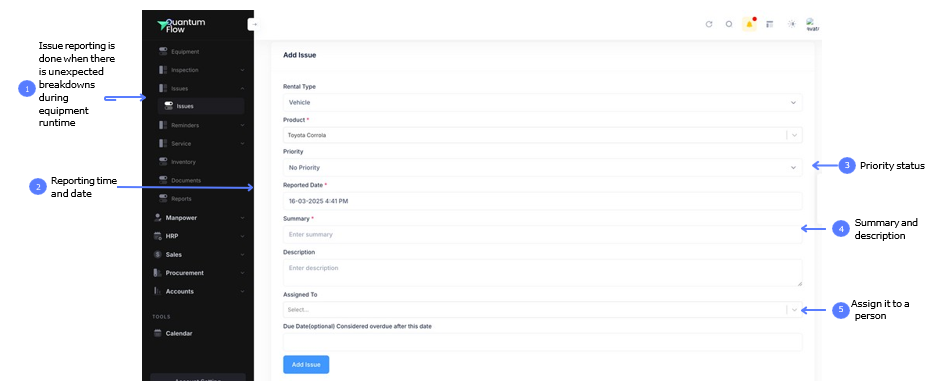 Quantum
Flow
Equipment
Inspection
Issues
Issues
Reminders
Service
Inventory
Documents
Reports
Manpower
HRP
Sales
Procurement
Accounts
TOOLS
Calendar
Issue reporting is
done when there
is unexpected
breakdowns
during
equipment
runtime
1
2
Reporting time
and date
Add Issue
Rental Type
Vehicle
Product *
Toyota Corrola
Priority
No Priority
Reported Date *
16-03-2025 4:41 PM
Summary *
Enter summary
Description
Enter description
Assigned To
Select...
Due Date(optional) Considered overdue after this date
Add Issue
3
Priority status
4
Summary and
description
5
Assign it to a
person